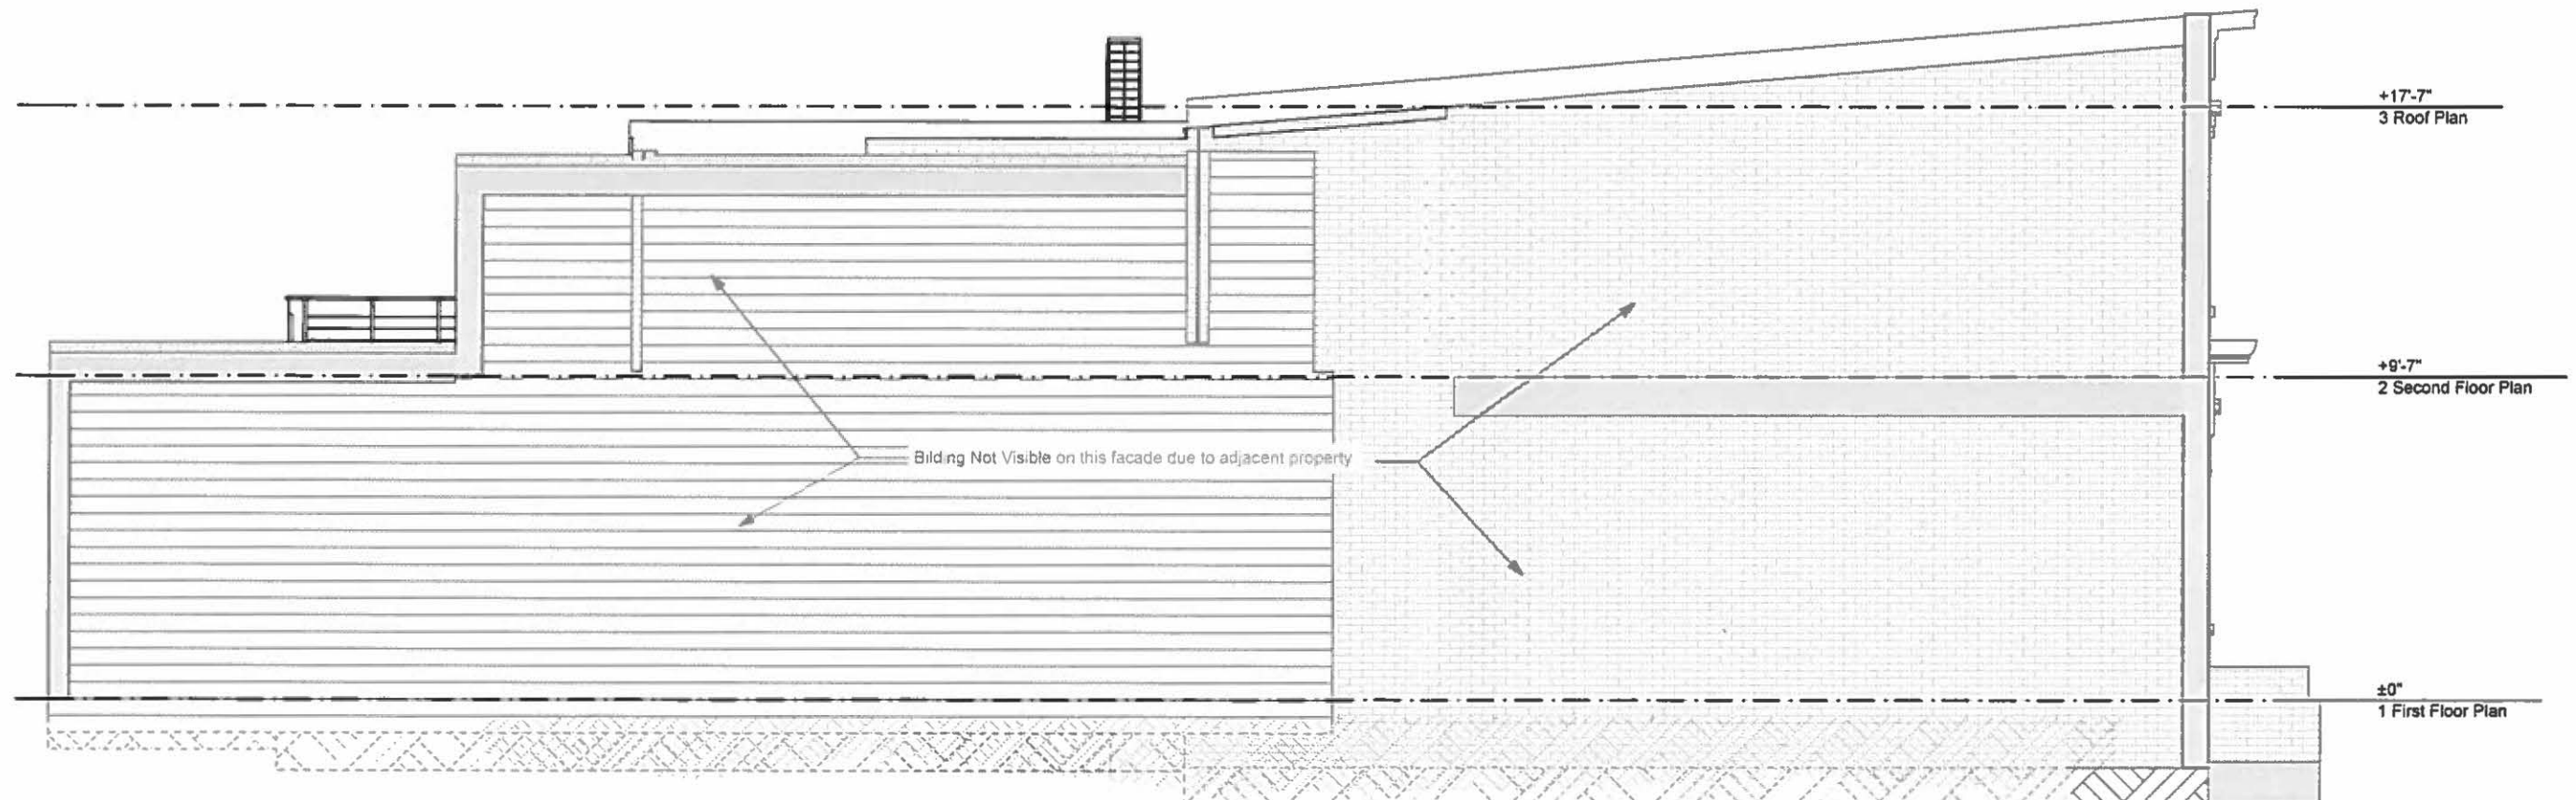 +17'-7"
3 Roof Plan
+9'-7"
2 Second Floor Plan
Bilding Not Visible on this facade due to adjacent property
±0"
1 First Floor Plan